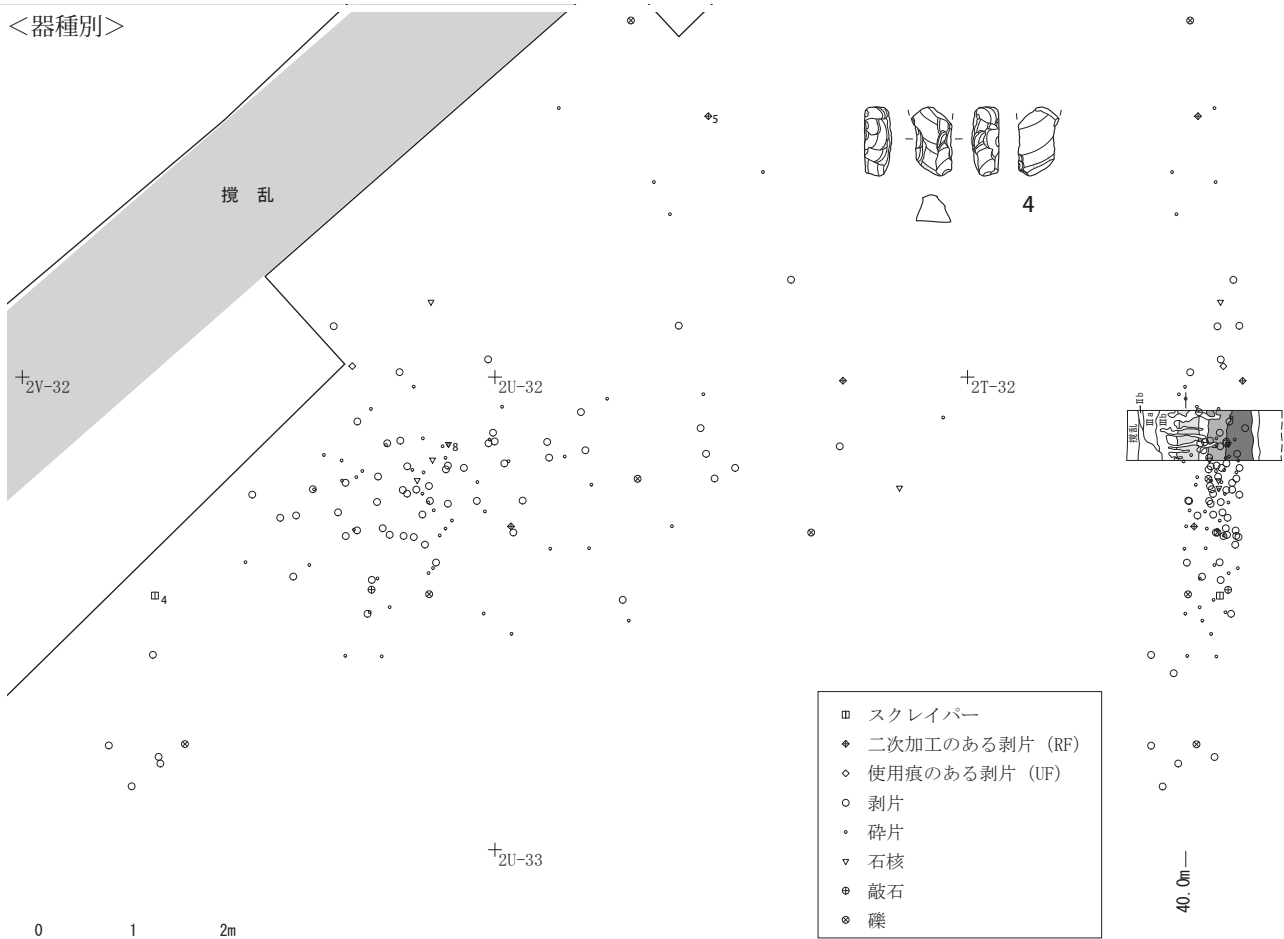 ＜器種別＞
撹 乱
5
4
2V-32
2U-32
2T-32
8
4
撹乱
Ⅱb
Ⅲa
Ⅲb
2U-33
スクレイパー
二次加工のある剥片（RF）
使用痕のある剥片（UF）
剥片
砕片
石核
敲石
礫
40.0m
0 1 2m